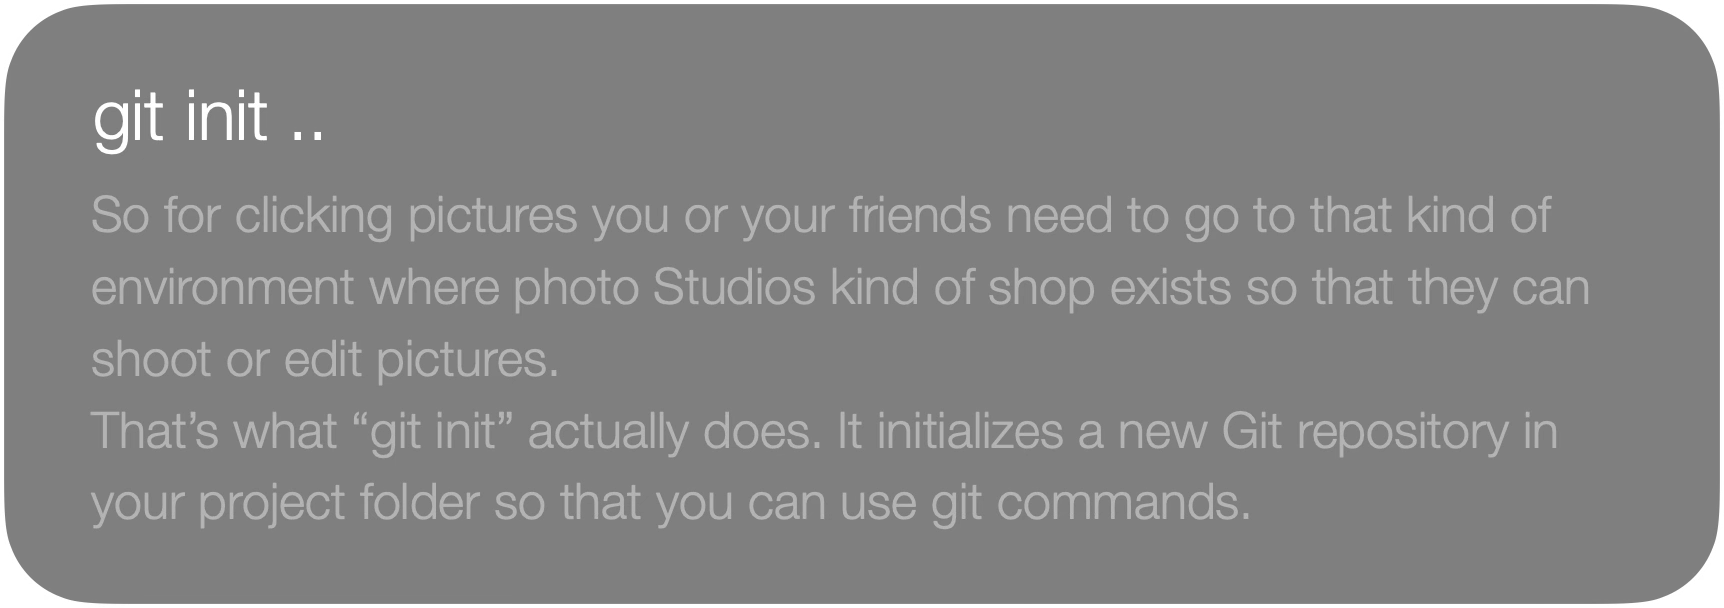 git init ..
So for clicking pictures you or your friends need to go to that kind of
environment where photo Studios kind of shop exists so that they can
shoot or edit pictures.
That’s what “git init” actually does. It initializes a new Git repository in
your project folder so that you can use git commands.